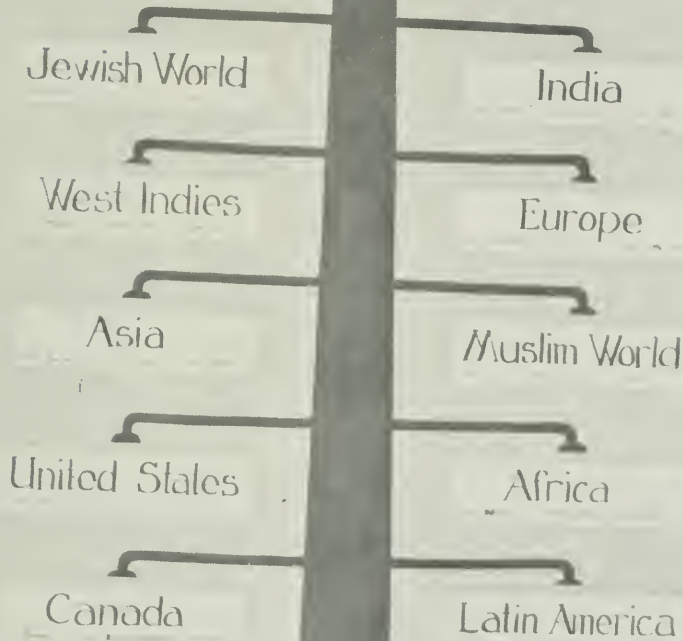 Jewish World
India
West Indies
Europe
Asia
Muslim World
United States
Africa
Canada
Latin America